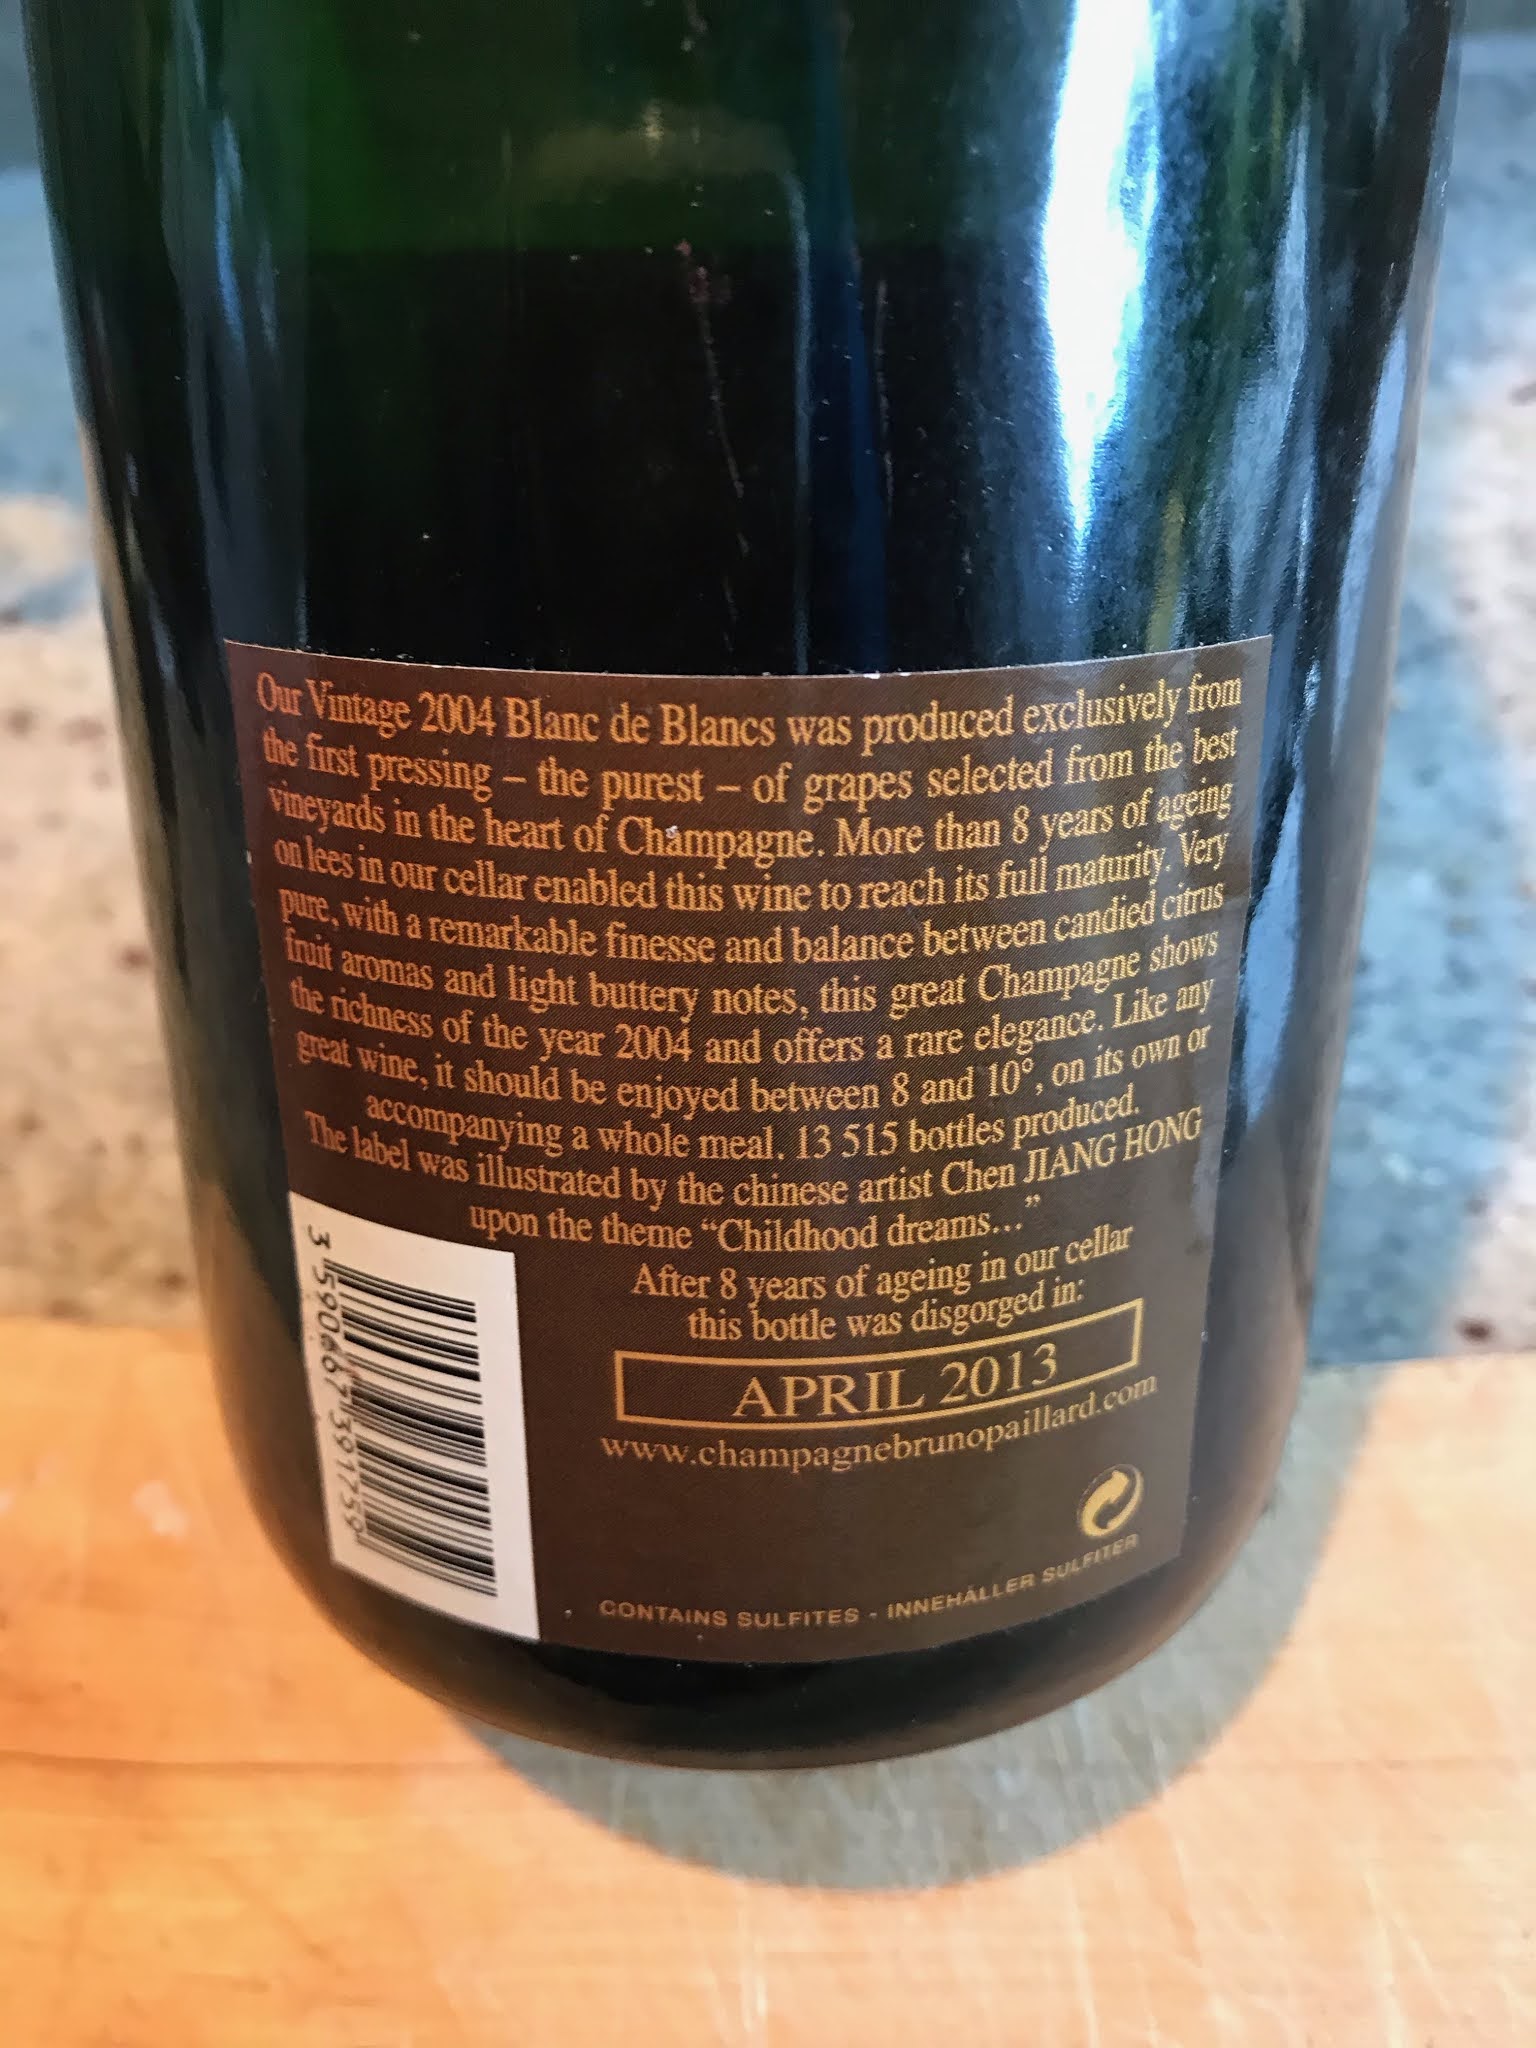 Our Vintage 2004 Blanc de Blancs was produced exclusively from
the first pressing – the purest – of grapes selected from the best
vineyards in the heart of Champagne. More than 8 years of ageing
on lees in our cellar enabled this wine to reach its full maturity. Very
pure, with a remarkable finesse and balance between candied citrus
fruit aromas and light buttery notes, this great Champagne shows
the richness of the year 2004 and offers a rare elegance. Like any
great wine, it should be enjoyed between 8 and 10°, on its own or
accompanying a whole meal. 13 515 bottles produced.
The label was illustrated by the chinese artist Chen JIANG HONG
upon the theme “Childhood dreams...”
After 8 years of ageing in our cellar
this bottle was disgorged in:
APRIL 2013
www.champagnebrunopaillard.com
3 590667 391759
CONTAINS SULFITES - INNEHÅLLER SULFITER